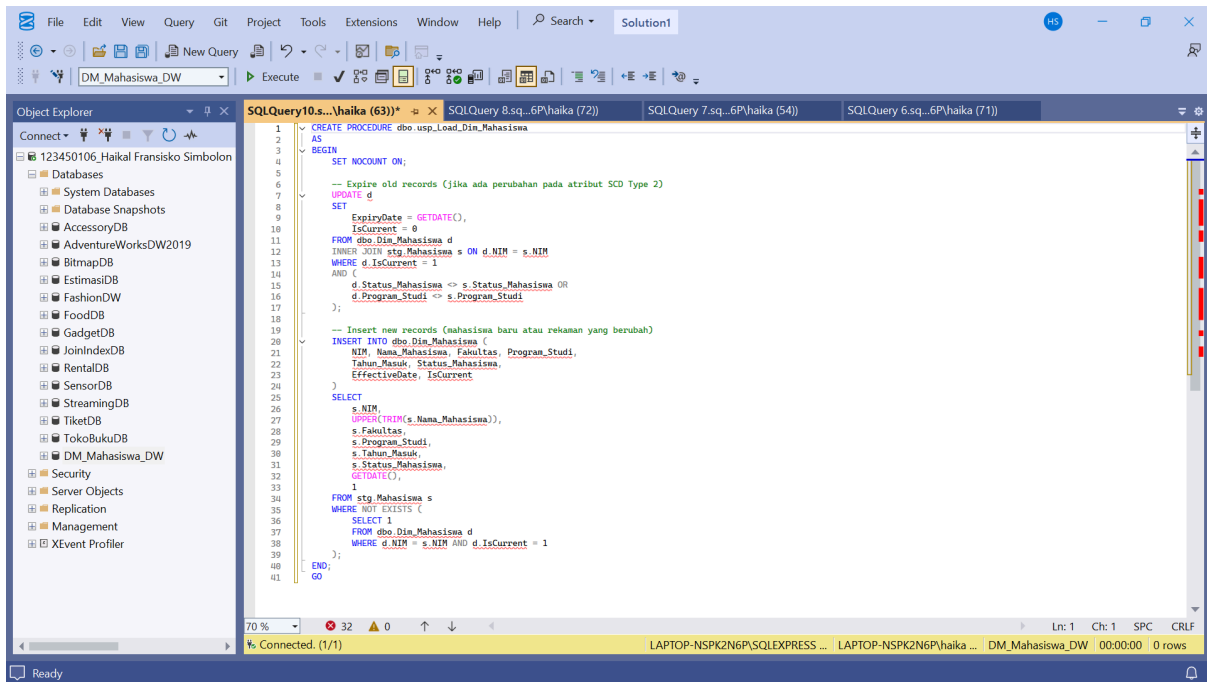 File Edit View Query Git Project Tools Extensions Window Help Search Solution1 HS
New Query
DM_Mahasiswa_DW Execute
Object Explorer
Connect
123450106_Haikal Fransisko Simbolon
Databases
System Databases
Database Snapshots
AccessoryDB
AdventureWorksDW2019
BitmapDB
EstimasiDB
FashionDW
FoodDB
GadgetDB
JoinIndexDB
RentalDB
SensorDB
StreamingDB
TiketDB
TokoBukuDB
DM_Mahasiswa_DW
Security
Server Objects
Replication
Management
XEvent Profiler
SQLQuery10.s...\haika (63))* SQLQuery 8.sq...6P\haika (72)) SQLQuery 7.sq...6P\haika (54)) SQLQuery 6.sq...6P\haika (71))
1 CREATE PROCEDURE dbo.usp_Load_Dim_Mahasiswa
2 AS
3 BEGIN
4 SET NOCOUNT ON;
5
6 -- Expire old records (jika ada perubahan pada atribut SCD Type 2)
7 UPDATE d
8 SET
9 ExpiryDate = GETDATE(),
10 IsCurrent = 0
11 FROM dbo.Dim_Mahasiswa d
12 INNER JOIN stg.Mahasiswa s ON d.NIM = s.NIM
13 WHERE d.IsCurrent = 1
14 AND (
15 d.Status_Mahasiswa <> s.Status_Mahasiswa OR
16 d.Program_Studi <> s.Program_Studi
17 );
18
19 -- Insert new records (mahasiswa baru atau rekaman yang berubah)
20 INSERT INTO dbo.Dim_Mahasiswa (
21 NIM, Nama_Mahasiswa, Fakultas, Program_Studi,
22 Tahun_Masuk, Status_Mahasiswa,
23 EffectiveDate, IsCurrent
24 )
25 SELECT
26 s.NIM,
27 UPPER(TRIM(s.Nama_Mahasiswa)),
28 s.Fakultas,
29 s.Program_Studi,
30 s.Tahun_Masuk,
31 s.Status_Mahasiswa,
32 GETDATE(),
33 1
34 FROM stg.Mahasiswa s
35 WHERE NOT EXISTS (
36 SELECT 1
37 FROM dbo.Dim_Mahasiswa d
38 WHERE d.NIM = s.NIM AND d.IsCurrent = 1
39 );
40 END;
41 GO
70 % 32 0 Ln: 1 Ch: 1 SPC CRLF
Connected. (1/1) LAPTOP-NSPK2N6P\SQLEXPRESS ... LAPTOP-NSPK2N6P\haika ... DM_Mahasiswa_DW 00:00:00 0 rows
Ready